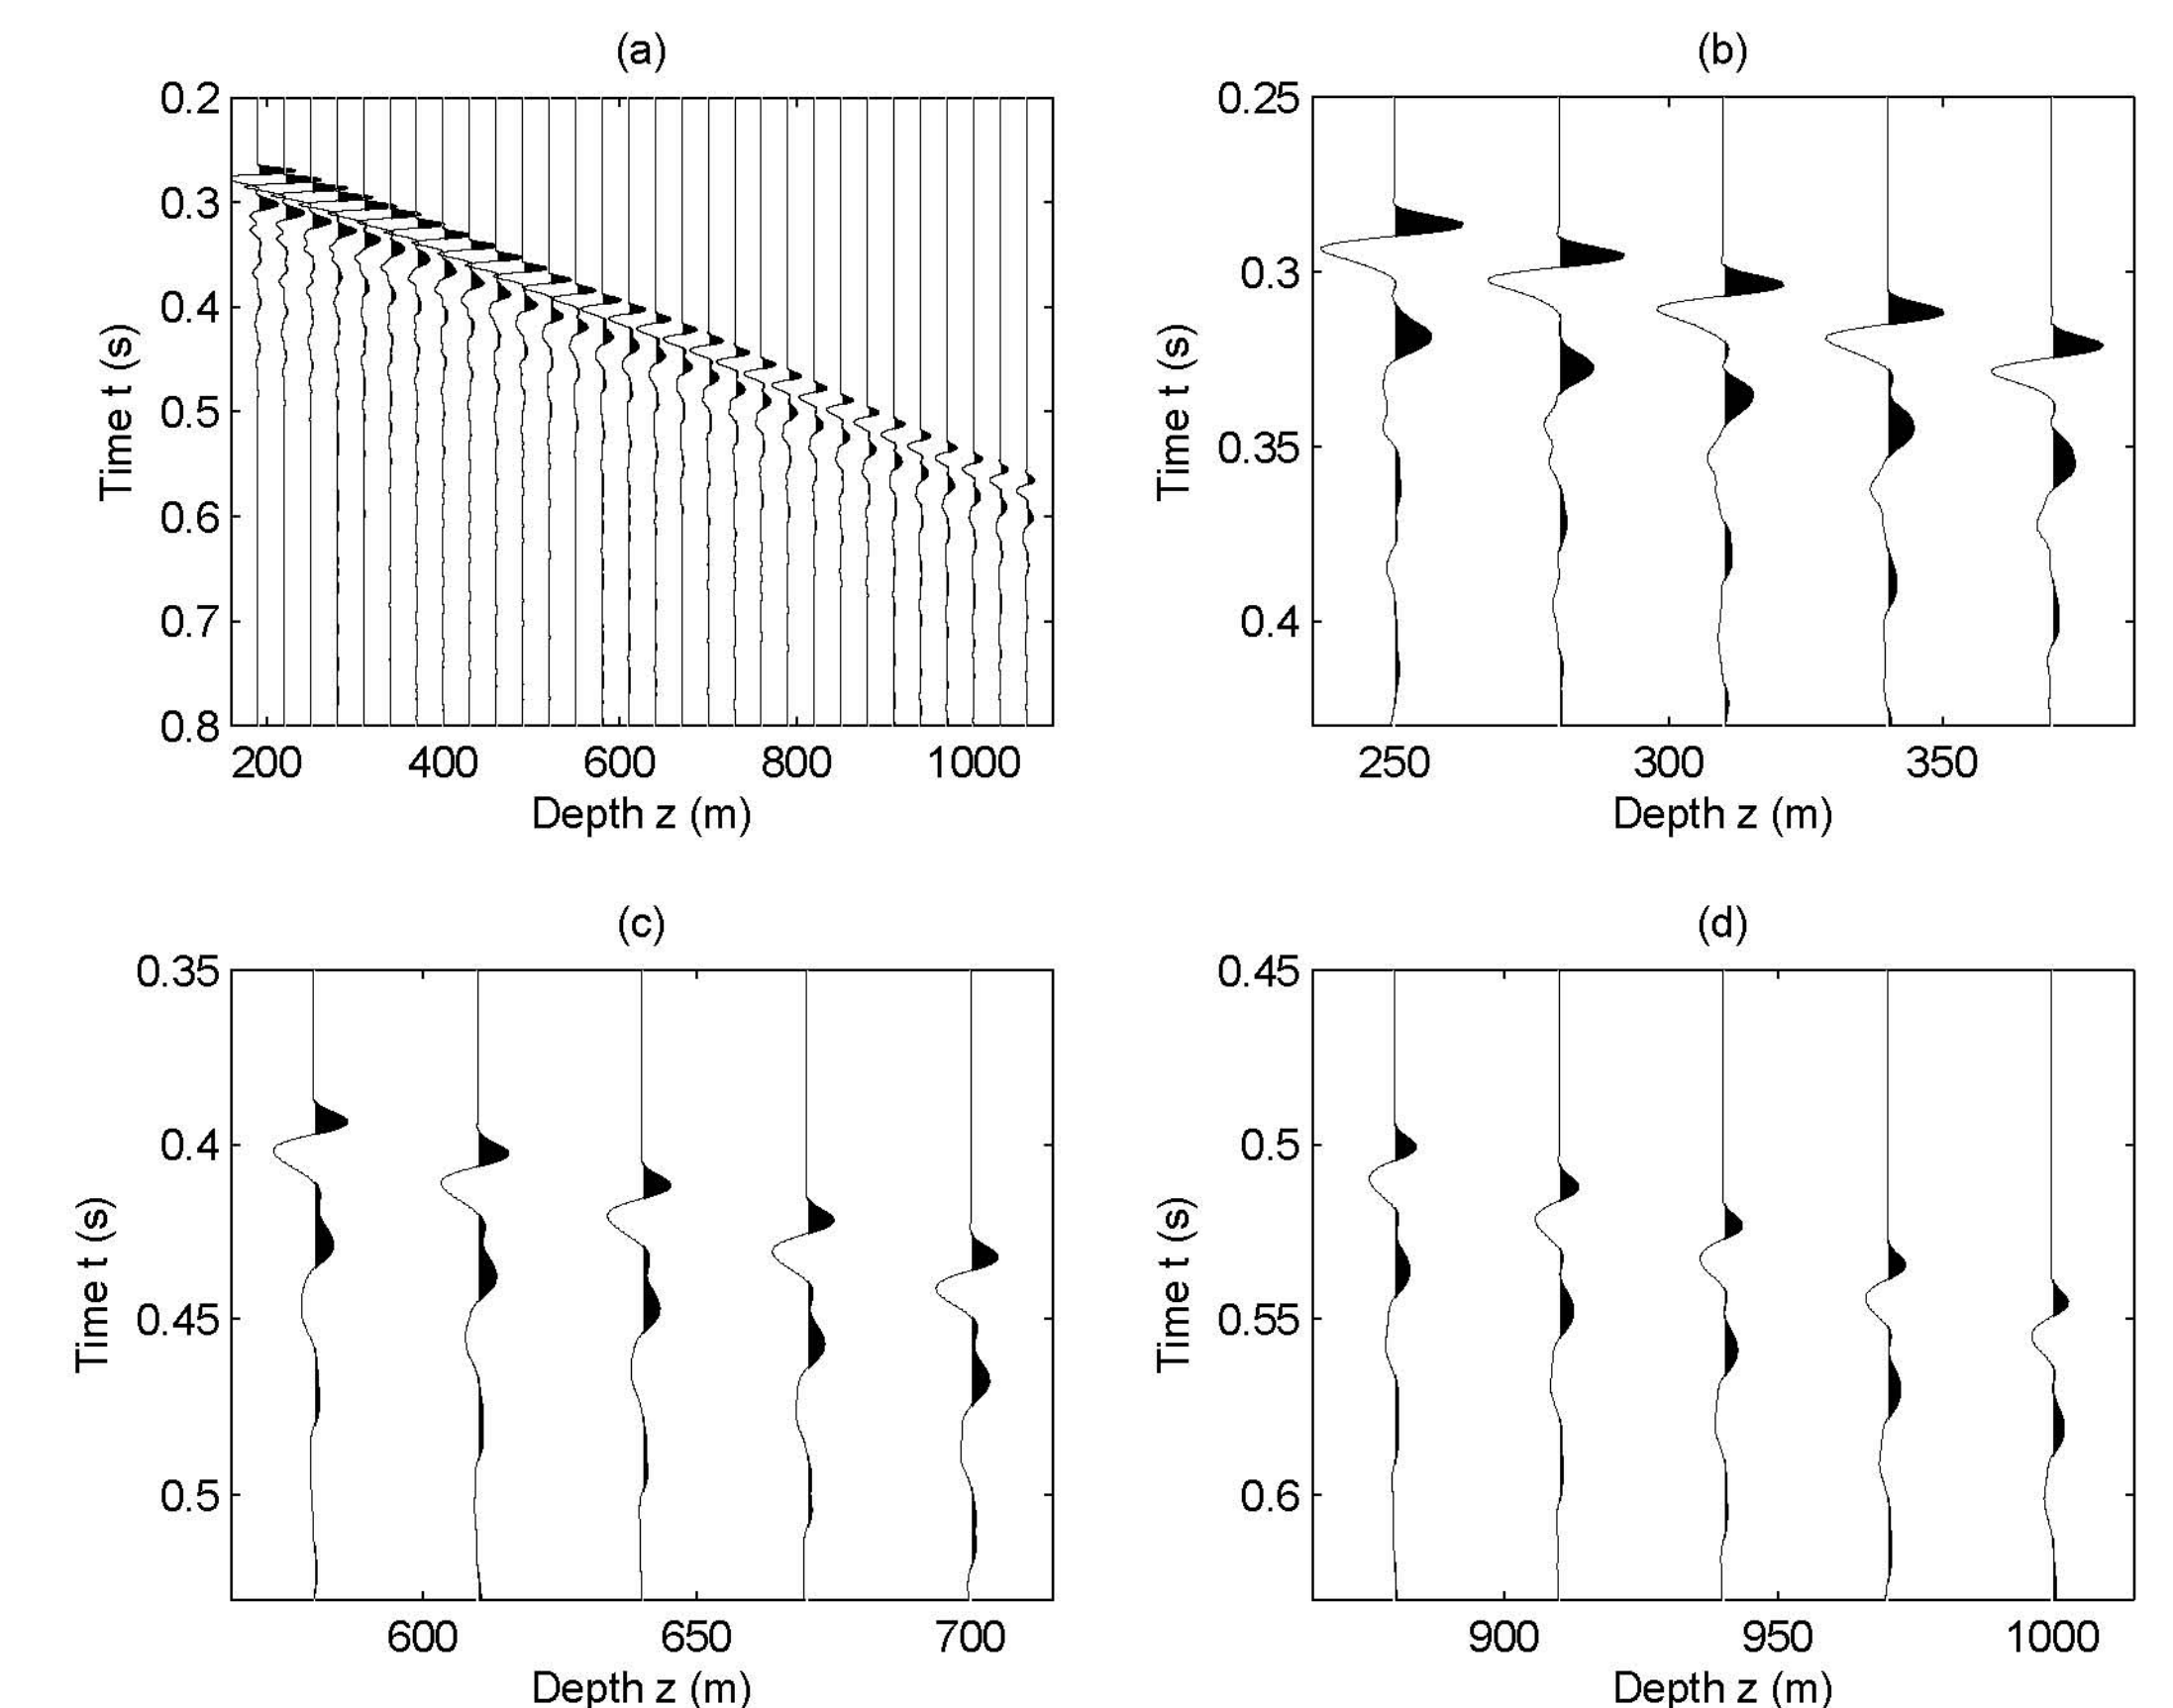 (a)
0.2
0.3
0.4
0.5
0.6
0.7
0.8
Time t (s)
200 400 600 800 1000
Depth z (m)
(b)
0.25
0.3
0.35
0.4
Time t (s)
250 300 350
Depth z (m)
(c)
0.35
0.4
0.45
0.5
Time t (s)
600 650 700
Depth z (m)
(d)
0.45
0.5
0.55
0.6
Time t (s)
900 950 1000
Depth z (m)